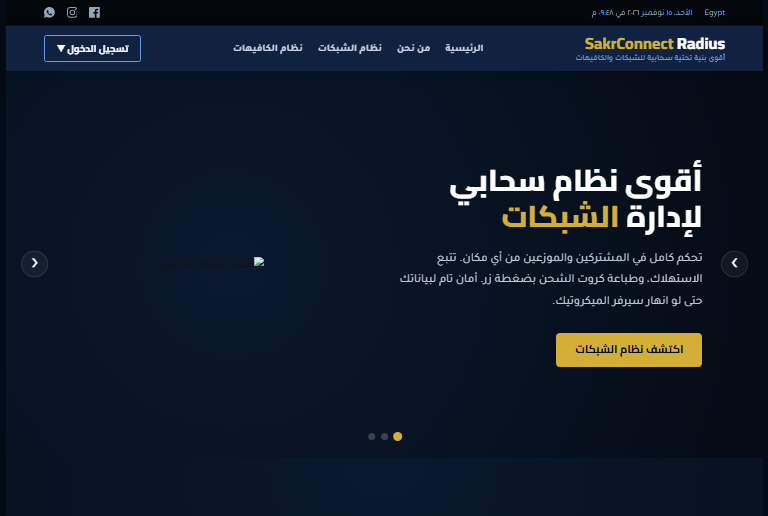 Egypt
الأحد، ١٥ نوفمبر ٢٠٢٦ في ٠٩:٤٨ م
SakrConnect Radius
أقوى بنية تحتية سحابية للشبكات والكافيهات
الرئيسية
من نحن
نظام الشبكات
نظام الكافيهات
تسجيل الدخول ▼
أقوى نظام سحابي
لإدارة الشبكات
تحكم كامل في المشتركين والموزعين من أي مكان. تتبع
الاستهلاك، وطباعة كروت الشحن بضغطة زر. أمان تام لبياناتك
حتى لو انهار سيرفر الميكروتيك.
اكتشف نظام الشبكات